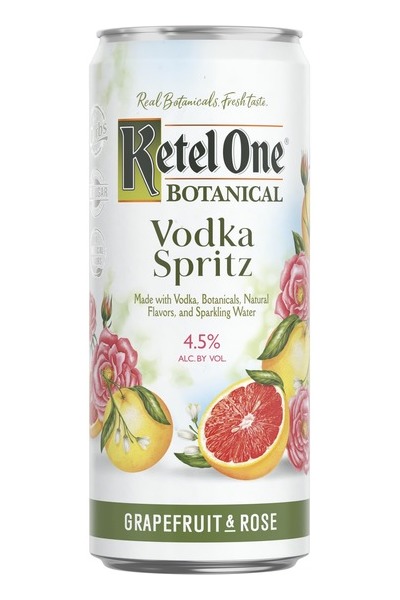 Real Botanicals. Fresh taste.
Ketel One®
BOTANICAL
Vodka
Spritz
Made with Vodka, Botanicals, Natural
Flavors, and Sparkling Water
4.5%
ALC. BY VOL.
GRAPEFRUIT & ROSE